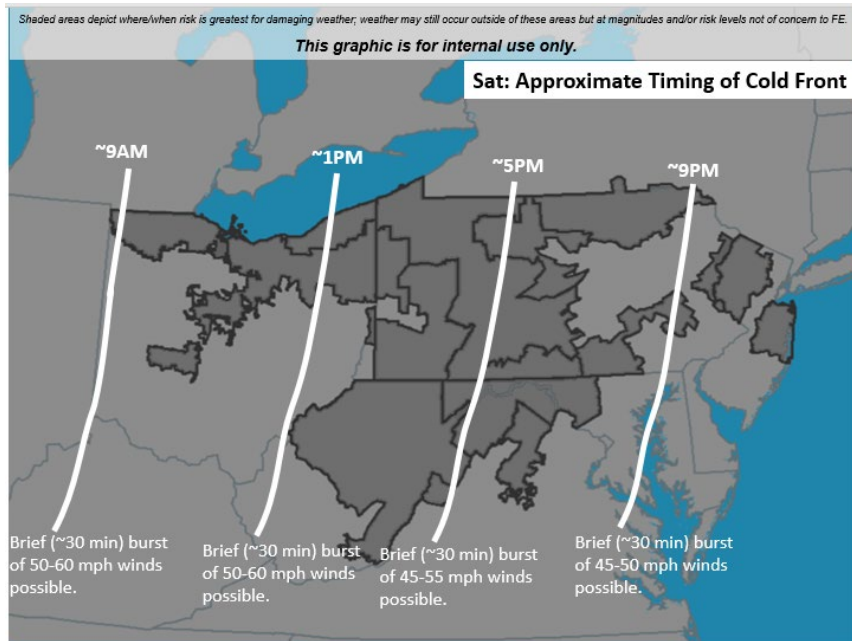 Shaded areas depict where/when risk is greatest for damaging weather; weather may still occur outside of these areas but at magnitudes and/or risk levels not of concern to FE.
This graphic is for internal use only.
Sat: Approximate Timing of Cold Front
~9AM
~1PM
~5PM
~9PM
Brief (~30 min) burst
of 50-60 mph winds
possible.
Brief (~30 min) burst
of 50-60 mph winds
possible.
Brief (~30 min) burst
of 45-55 mph winds
possible.
Brief (~30 min) burst
of 45-50 mph winds
possible.